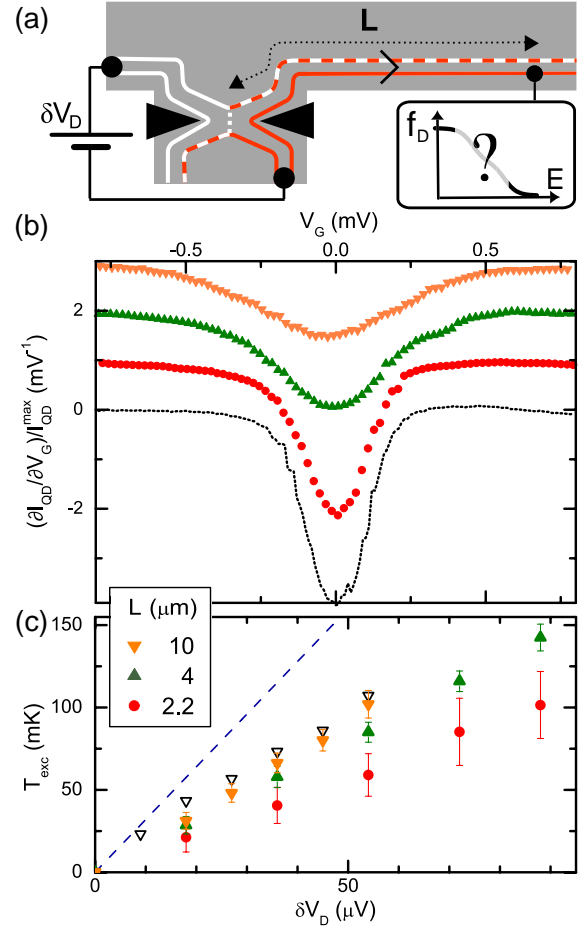 (a)
L
δV_D
f_D
?
E
(b)
V_G (mV)
-0.5 0.0 0.5
(∂I_QD/∂V_G)/I_QD^max (mV^-1)
2
0
-2
L (μm)
10
4
2.2
(c)
T_exc (mK)
150
100
50
0
0 50
δV_D (μV)